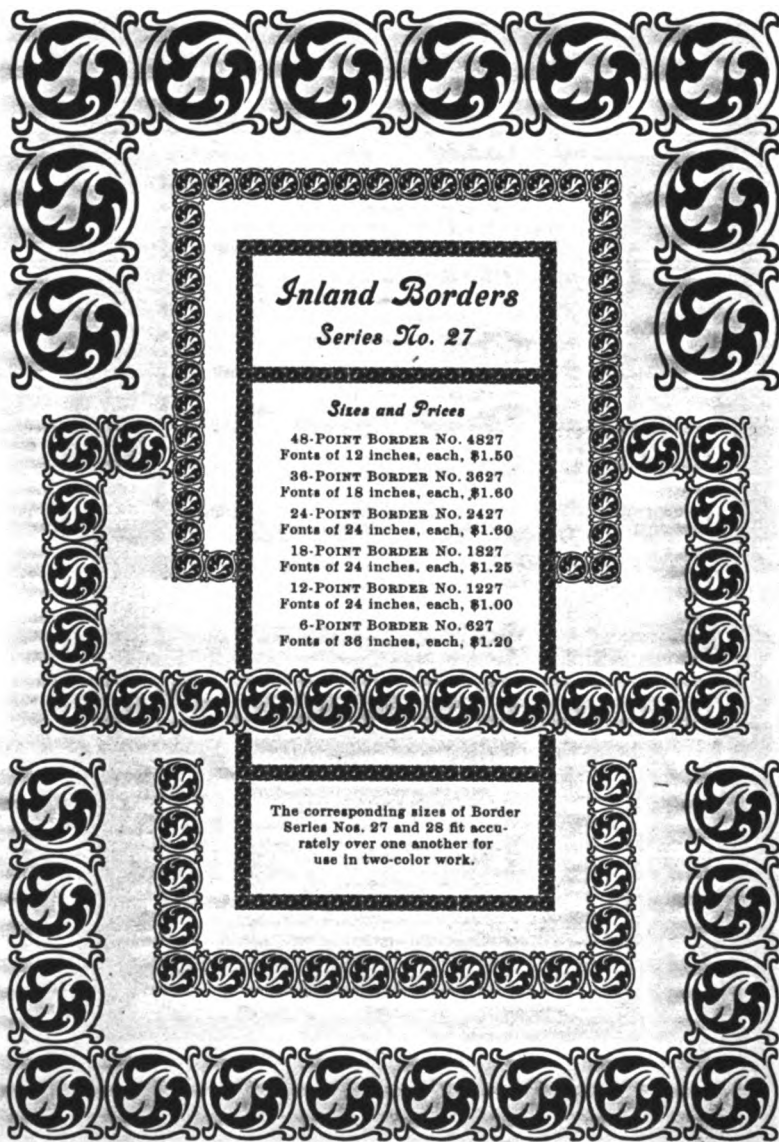 Inland Borders
Series No. 27
Sizes and Prices
48-POINT BORDER NO. 4827
Fonts of 12 inches, each, $1.50
36-POINT BORDER NO. 3627
Fonts of 18 inches, each, $1.60
24-POINT BORDER NO. 2427
Fonts of 24 inches, each, $1.60
18-POINT BORDER NO. 1827
Fonts of 24 inches, each, $1.25
12-POINT BORDER NO. 1227
Fonts of 24 inches, each, $1.00
6-POINT BORDER NO. 627
Fonts of 36 inches, each, $1.20
The corresponding sizes of Border
Series Nos. 27 and 28 fit accu-
rately over one another for
use in two-color work.